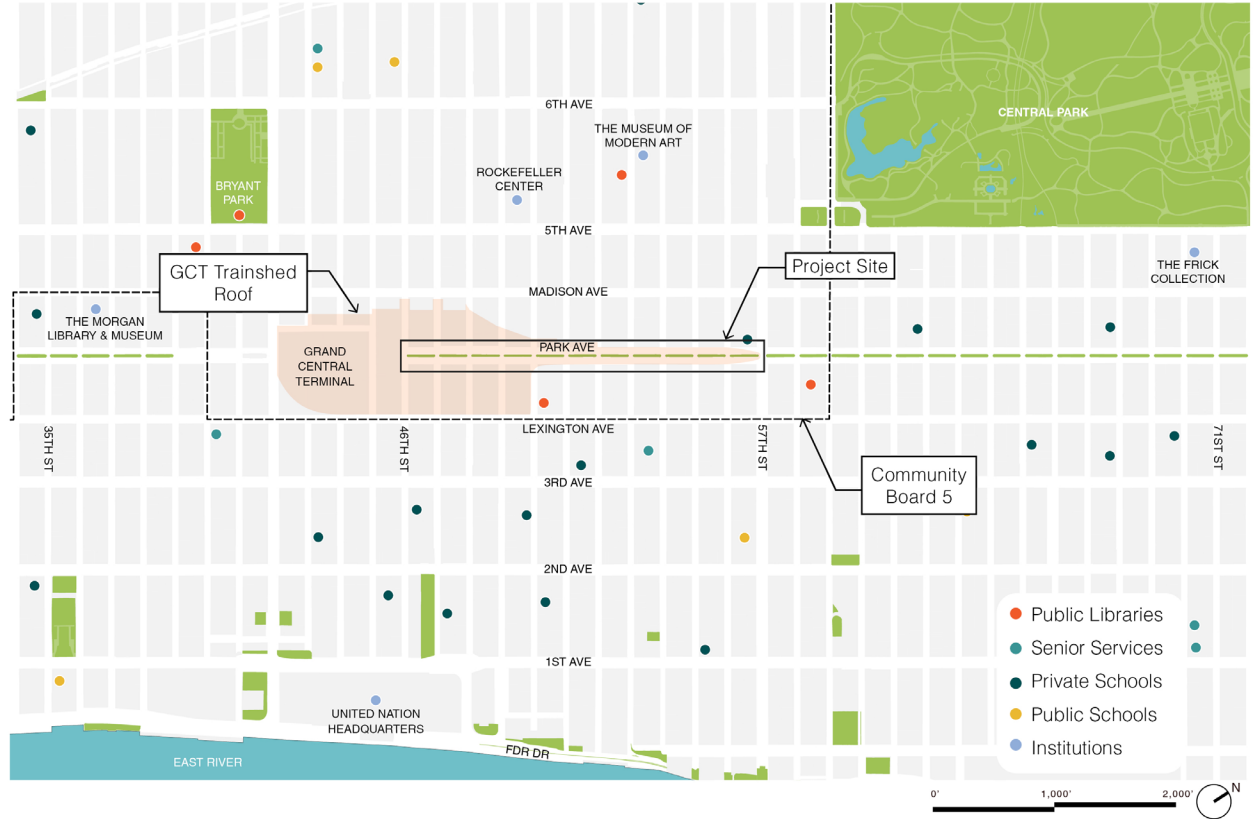 6TH AVE
CENTRAL PARK
THE MUSEUM OF
MODERN ART
ROCKEFELLER
CENTER
BRYANT
PARK
5TH AVE
GCT Trainshed
Roof
Project Site
THE FRICK
COLLECTION
MADISON AVE
THE MORGAN
LIBRARY & MUSEUM
GRAND
CENTRAL
TERMINAL
PARK AVE
LEXINGTON AVE
35TH ST
46TH ST
57TH ST
71ST ST
Community
Board 5
3RD AVE
2ND AVE
1ST AVE
UNITED NATION
HEADQUARTERS
FDR DR
EAST RIVER
Public Libraries
Senior Services
Private Schools
Public Schools
Institutions
0'
1,000'
2,000'
N